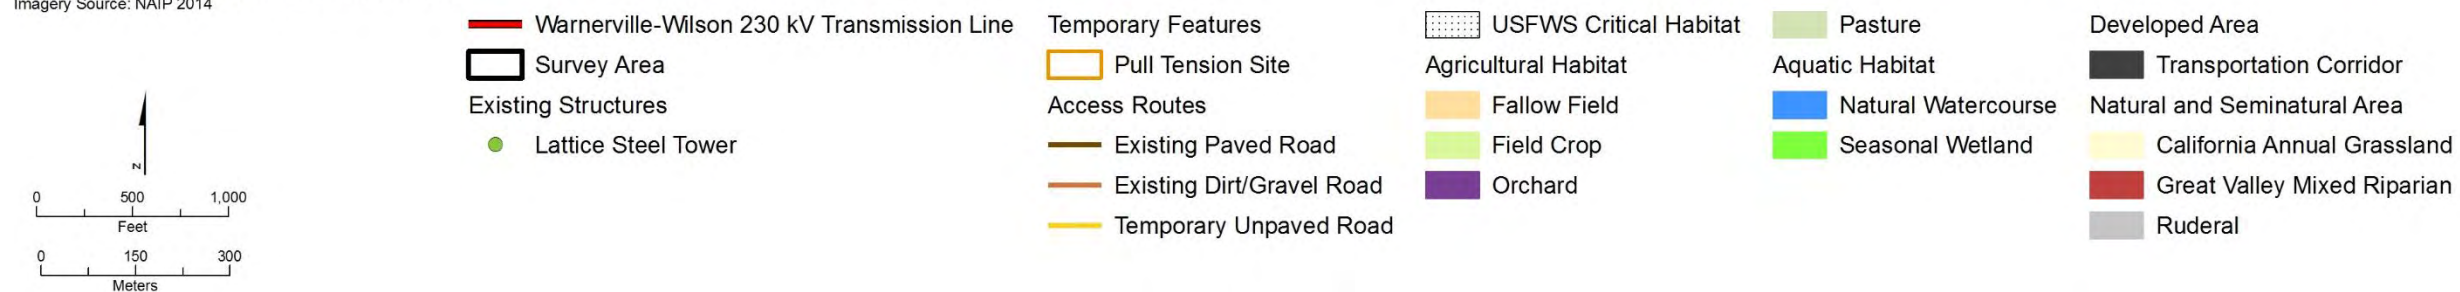 Imagery Source: NAIP 2014
N
0 500 1,000
Feet
0 150 300
Meters
Warnerville-Wilson 230 kV Transmission Line
Survey Area
Existing Structures
Lattice Steel Tower
Temporary Features
Pull Tension Site
Access Routes
Existing Paved Road
Existing Dirt/Gravel Road
Temporary Unpaved Road
USFWS Critical Habitat
Agricultural Habitat
Fallow Field
Field Crop
Orchard
Pasture
Aquatic Habitat
Natural Watercourse
Seasonal Wetland
Developed Area
Transportation Corridor
Natural and Seminatural Area
California Annual Grassland
Great Valley Mixed Riparian
Ruderal